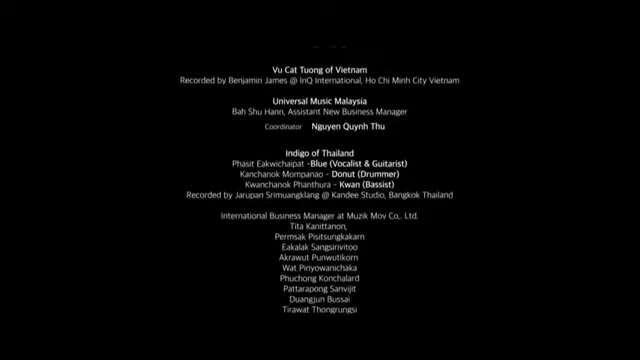 Vu Cat Tuong of Vietnam
Recorded by Benjamin James @ InQ International, Ho Chi Minh City Vietnam
Universal Music Malaysia
Bah Shu Hann, Assistant New Business Manager
Coordinator Nguyen Quynh Thu
Indigo of Thailand
Phasit Eakwichaipat -Blue (Vocalist & Guitarist)
Kanchanok Mompanao - Donut (Drummer)
Kwanchanok Phanthura - Kwan (Bassist)
Recorded by Jarupan Srimuangklang @ Kandee Studio, Bangkok Thailand
International Business Manager at Muzik Mov Co,. Ltd.
Tita Kanittanon,
Permsak Pisitsungkakarn
Eakalak Sangsirivitoo
Akrawut Punwutikorn
Wat Pinyowanichaka
Phuchong Konchalard
Pattarapong Sanvijit
Duangjun Bussai
Tirawat Thongrungsi